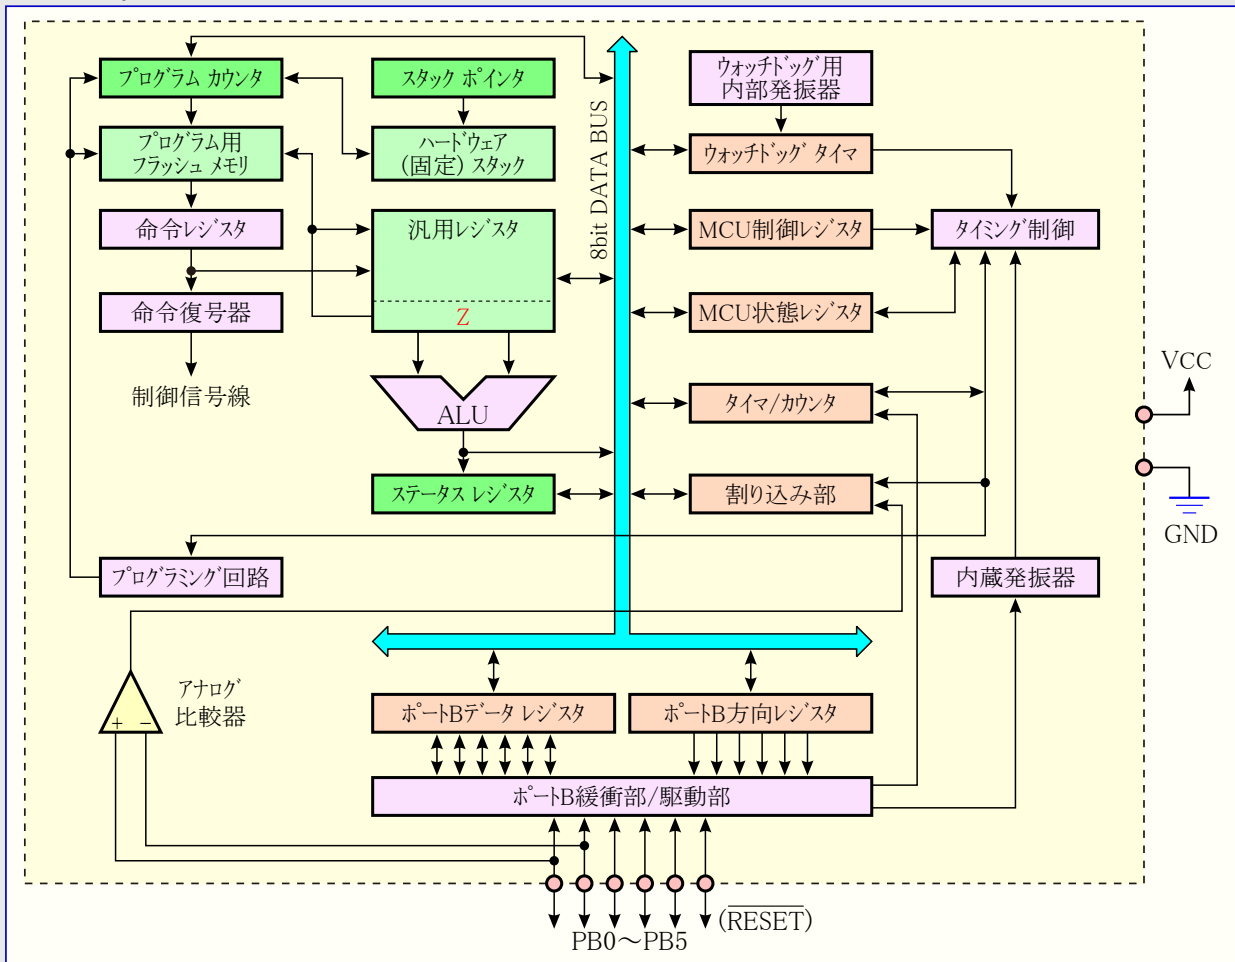 プログラム カウンタ
スタック ポインタ
ウォッチドッグ用
内部発振器
プログラム用
フラッシュ メモリ
ハードウェア
(固定) スタック
8bit DATA BUS
ウォッチドッグ タイマ
命令レジスタ
汎用レジスタ
MCU制御レジスタ
タイミング制御
命令復号器
Z
MCU状態レジスタ
制御信号線
ALU
タイマ/カウンタ
VCC
ステータス レジスタ
割り込み部
GND
プログラミング回路
内蔵発振器
アナログ
比較器
+ −
ポートBデータ レジスタ
ポートB方向レジスタ
ポートB緩衝部/駆動部
(RESET)
PB0～PB5